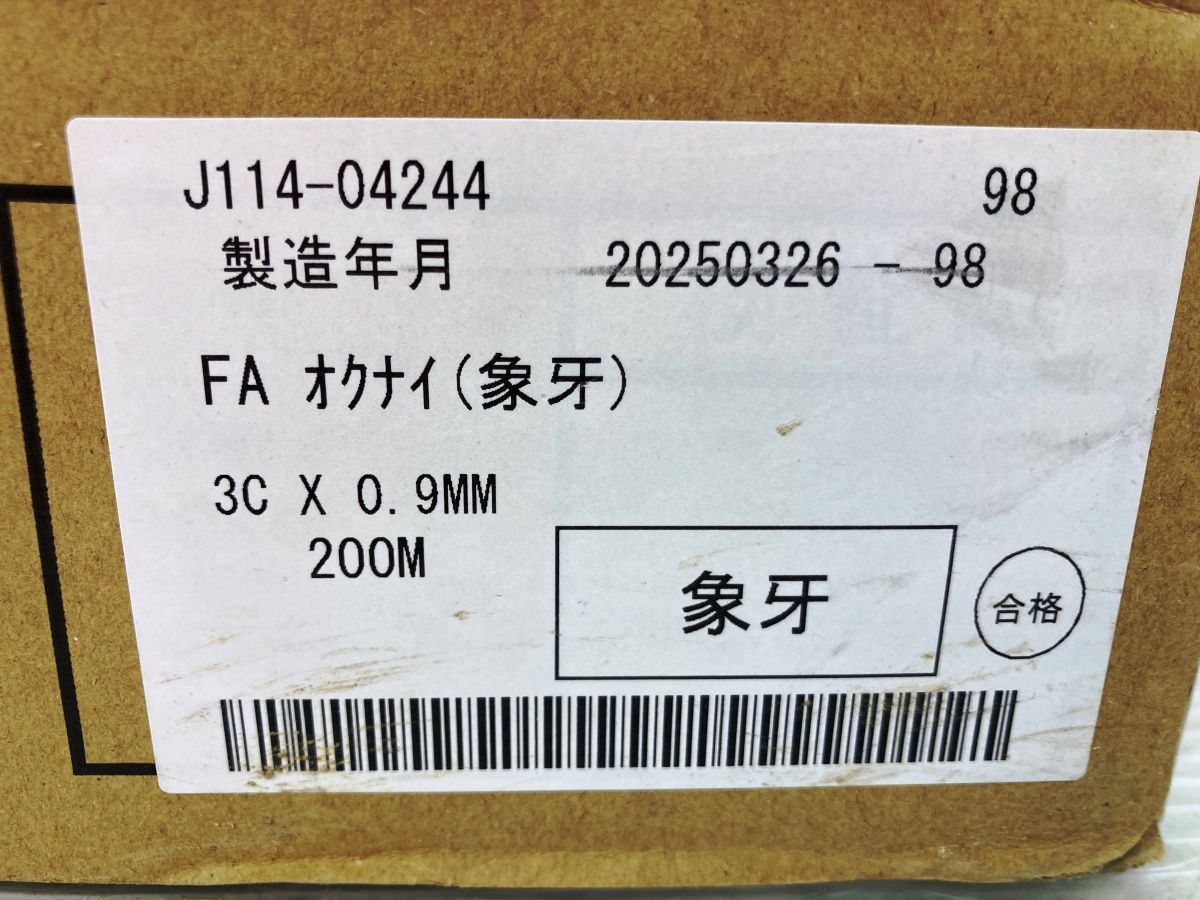 J114-04244 98
製造年月 20250326 - 98
FA ｵｸﾅｲ(象牙)
3C X 0.9MM
200M
象牙
合格